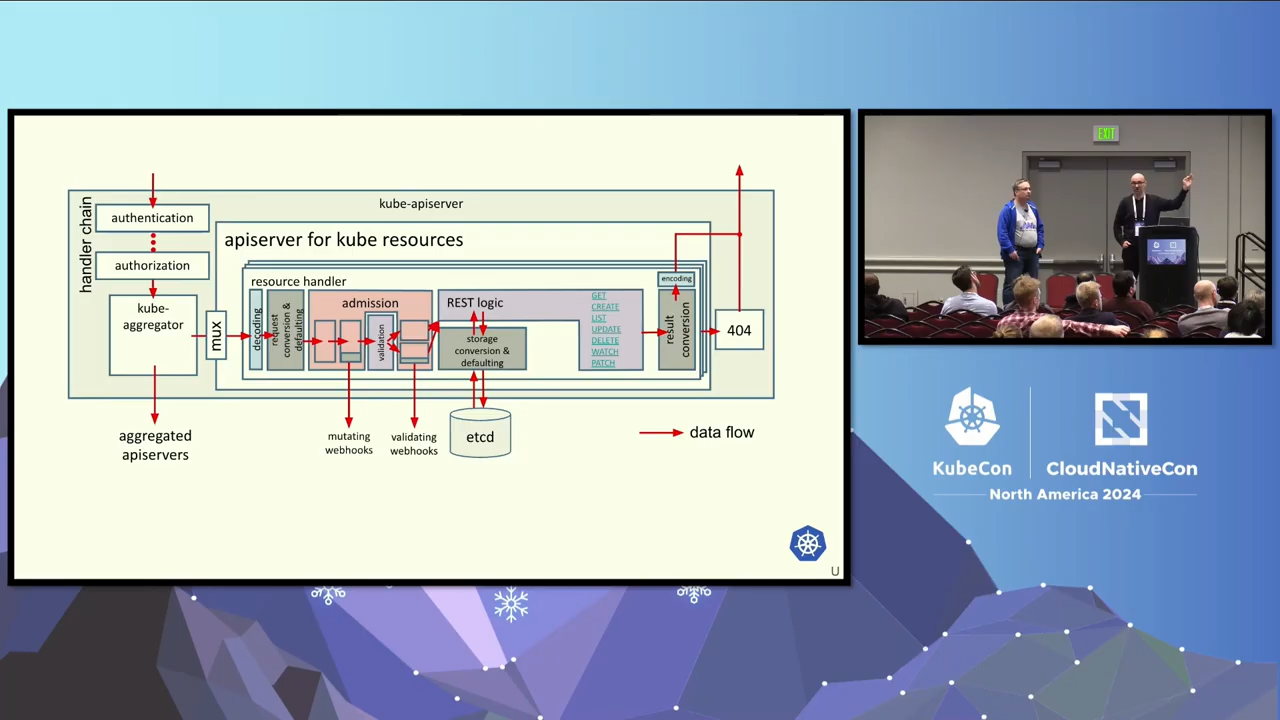 kube-apiserver
handler chain
authentication
authorization
kube-
aggregator
mux
aggregated
apiservers
apiserver for kube resources
resource handler
decoding
request
conversion &
defaulting
admission
validation
mutating
webhooks
validating
webhooks
REST logic
storage
conversion &
defaulting
etcd
GET
CREATE
LIST
UPDATE
DELETE
WATCH
PATCH
encoding
result
conversion
404
data flow
U
EXIT
KubeCon
CloudNativeCon
North America 2024